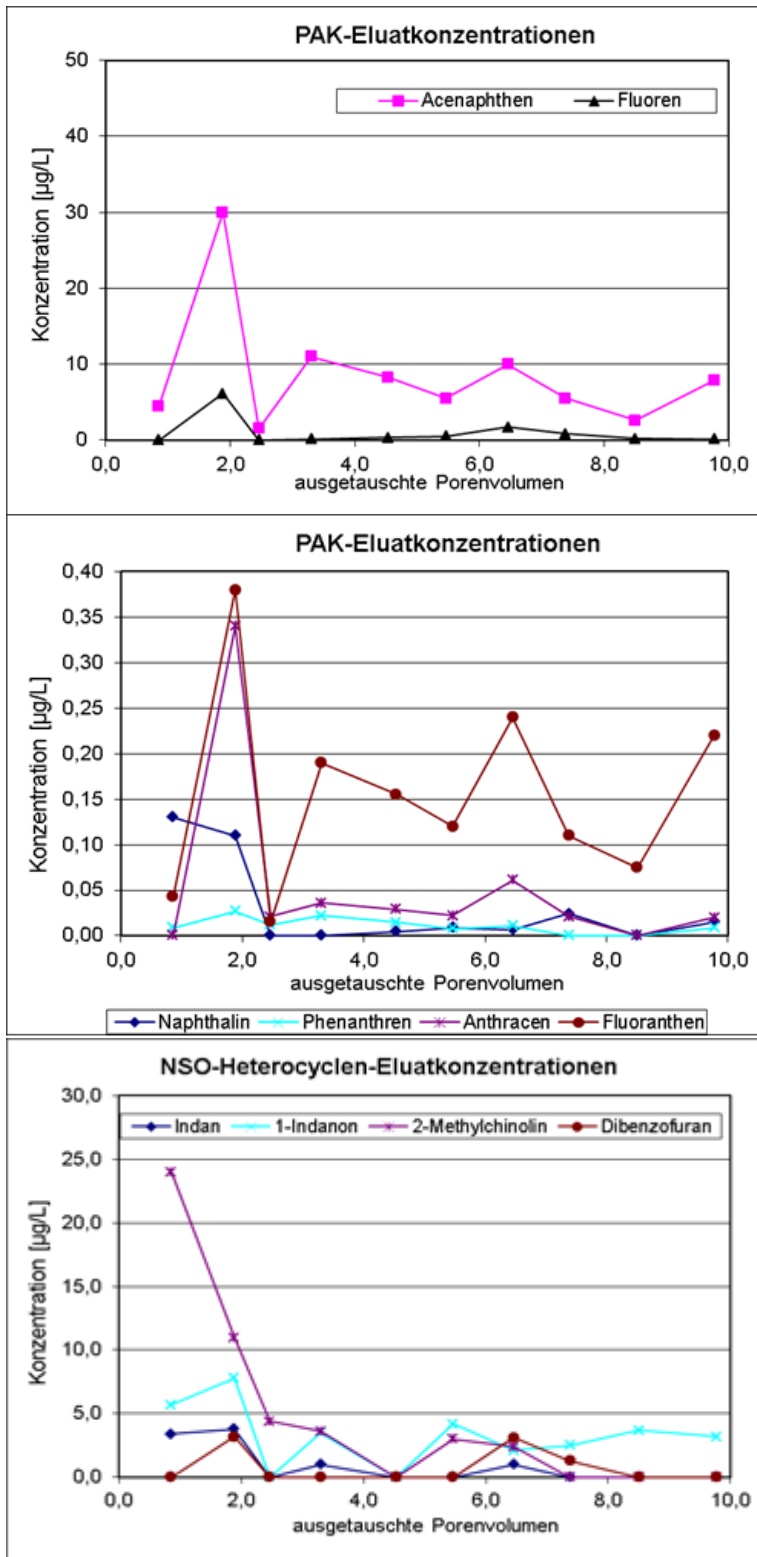 PAK-Eluatkonzentrationen
50
40
30
20
10
0
Konzentration [µg/L]
Acenaphthen Fluoren
0,0 2,0 4,0 6,0 8,0 10,0
ausgetauschte Porenvolumen
PAK-Eluatkonzentrationen
0,40
0,35
0,30
0,25
0,20
0,15
0,10
0,05
0,00
Konzentration [µg/L]
0,0 2,0 4,0 6,0 8,0 10,0
ausgetauschte Porenvolumen
Naphthalin Phenanthren Anthracen Fluoranthen
NSO-Heterocyclen-Eluatkonzentrationen
30,0
25,0
20,0
15,0
10,0
5,0
0,0
Konzentration [µg/L]
Indan 1-Indanon 2-Methylchinolin Dibenzofuran
0,0 2,0 4,0 6,0 8,0 10,0
ausgetauschte Porenvolumen